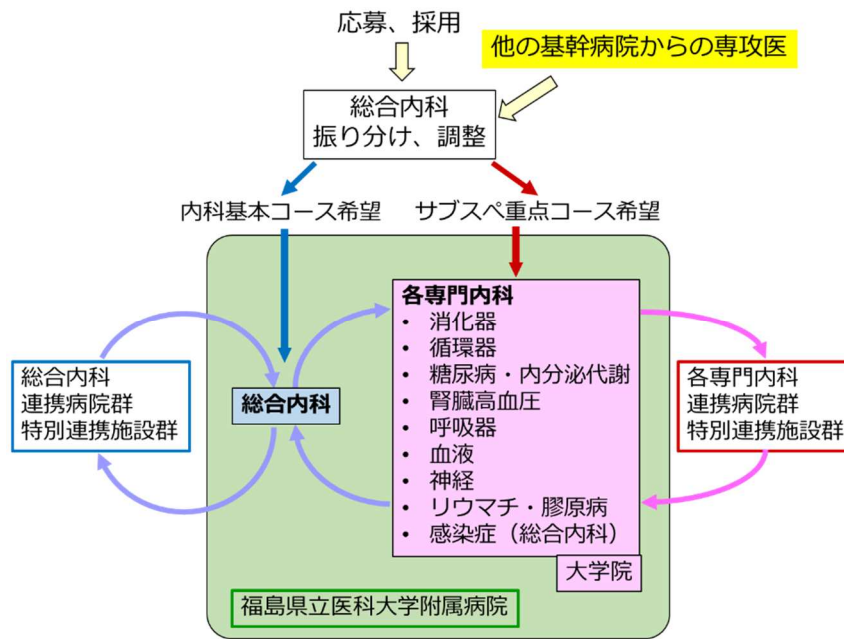 応募、採用
他の基幹病院からの専攻医
総合内科
振り分け、調整
内科基本コース希望
サブスペ重点コース希望
各専門内科
• 消化器
• 循環器
• 糖尿病・内分泌代謝
• 腎臓高血圧
• 呼吸器
• 血液
• 神経
• リウマチ・膠原病
• 感染症（総合内科）
総合内科
連携病院群
特別連携施設群
総合内科
各専門内科
連携病院群
特別連携施設群
大学院
福島県立医科大学附属病院